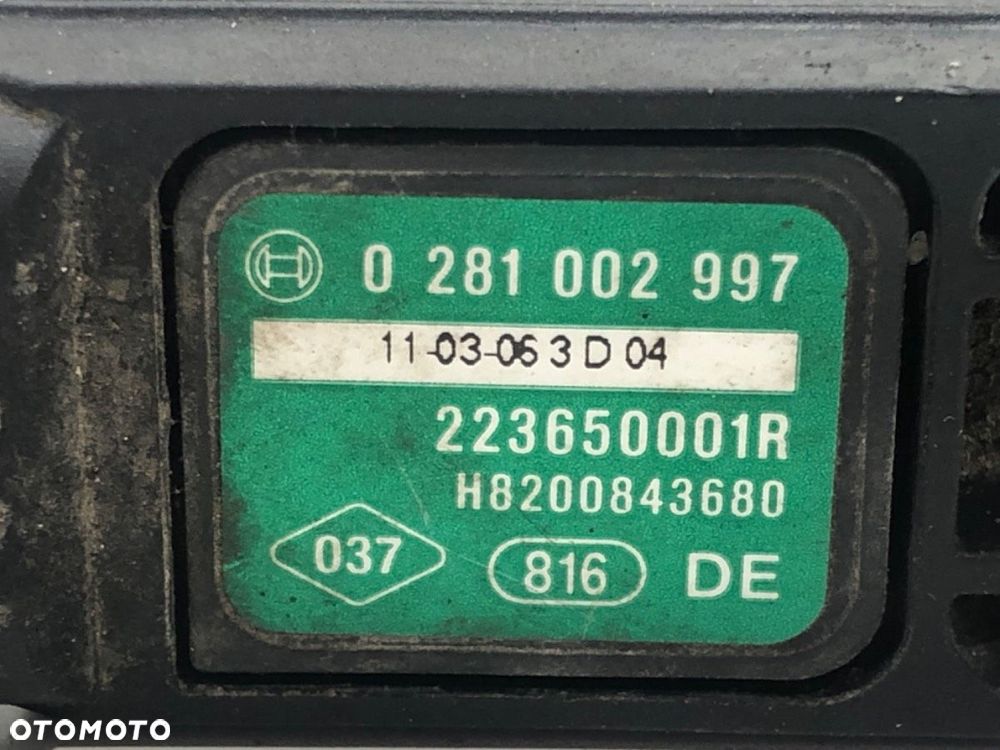 0 281 002 997
11-03-06 3 D 04
223650001R
H8200843680
037 816 DE
OTOMOTO